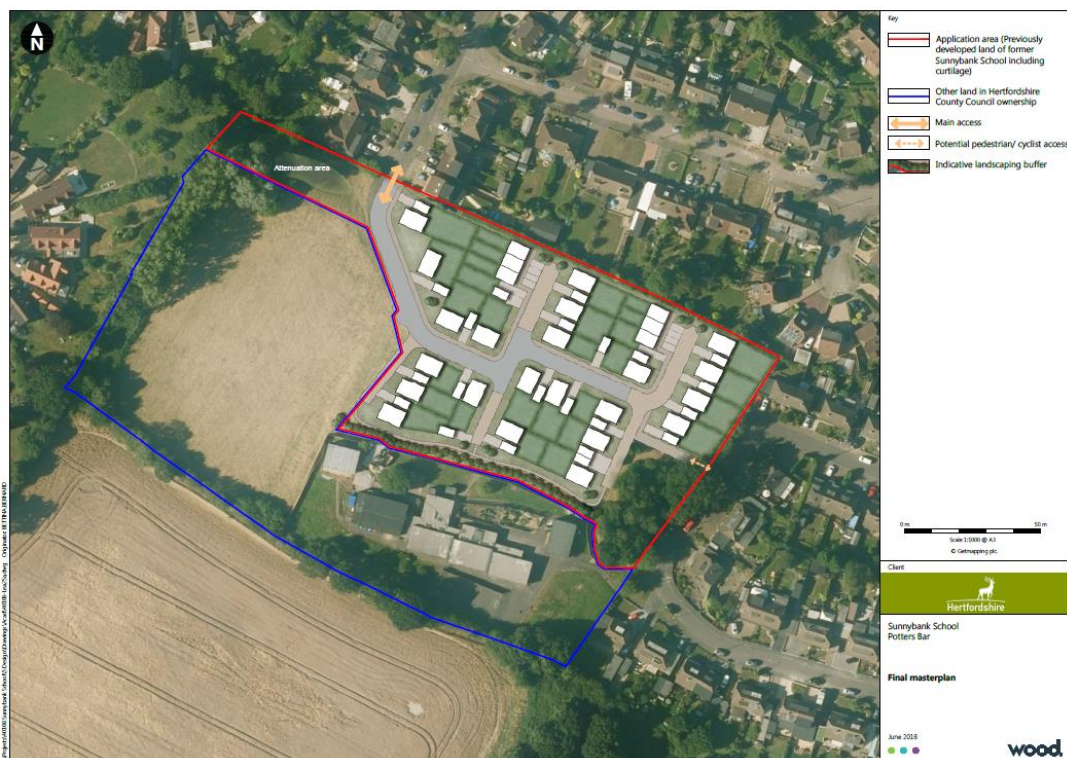 N
Attenuation area
Key
Application area (Previously
developed land of former
Sunnybank School including
curtilage)
Other land in Hertfordshire
County Council ownership
Main access
Potential pedestrian/ cyclist access
Indicative landscaping buffer
0 m
50 m
Scale 1:1000 @ A3
© Getmapping plc.
Client
Hertfordshire
Sunnybank School
Potters Bar
Final masterplan
June 2018
wood.